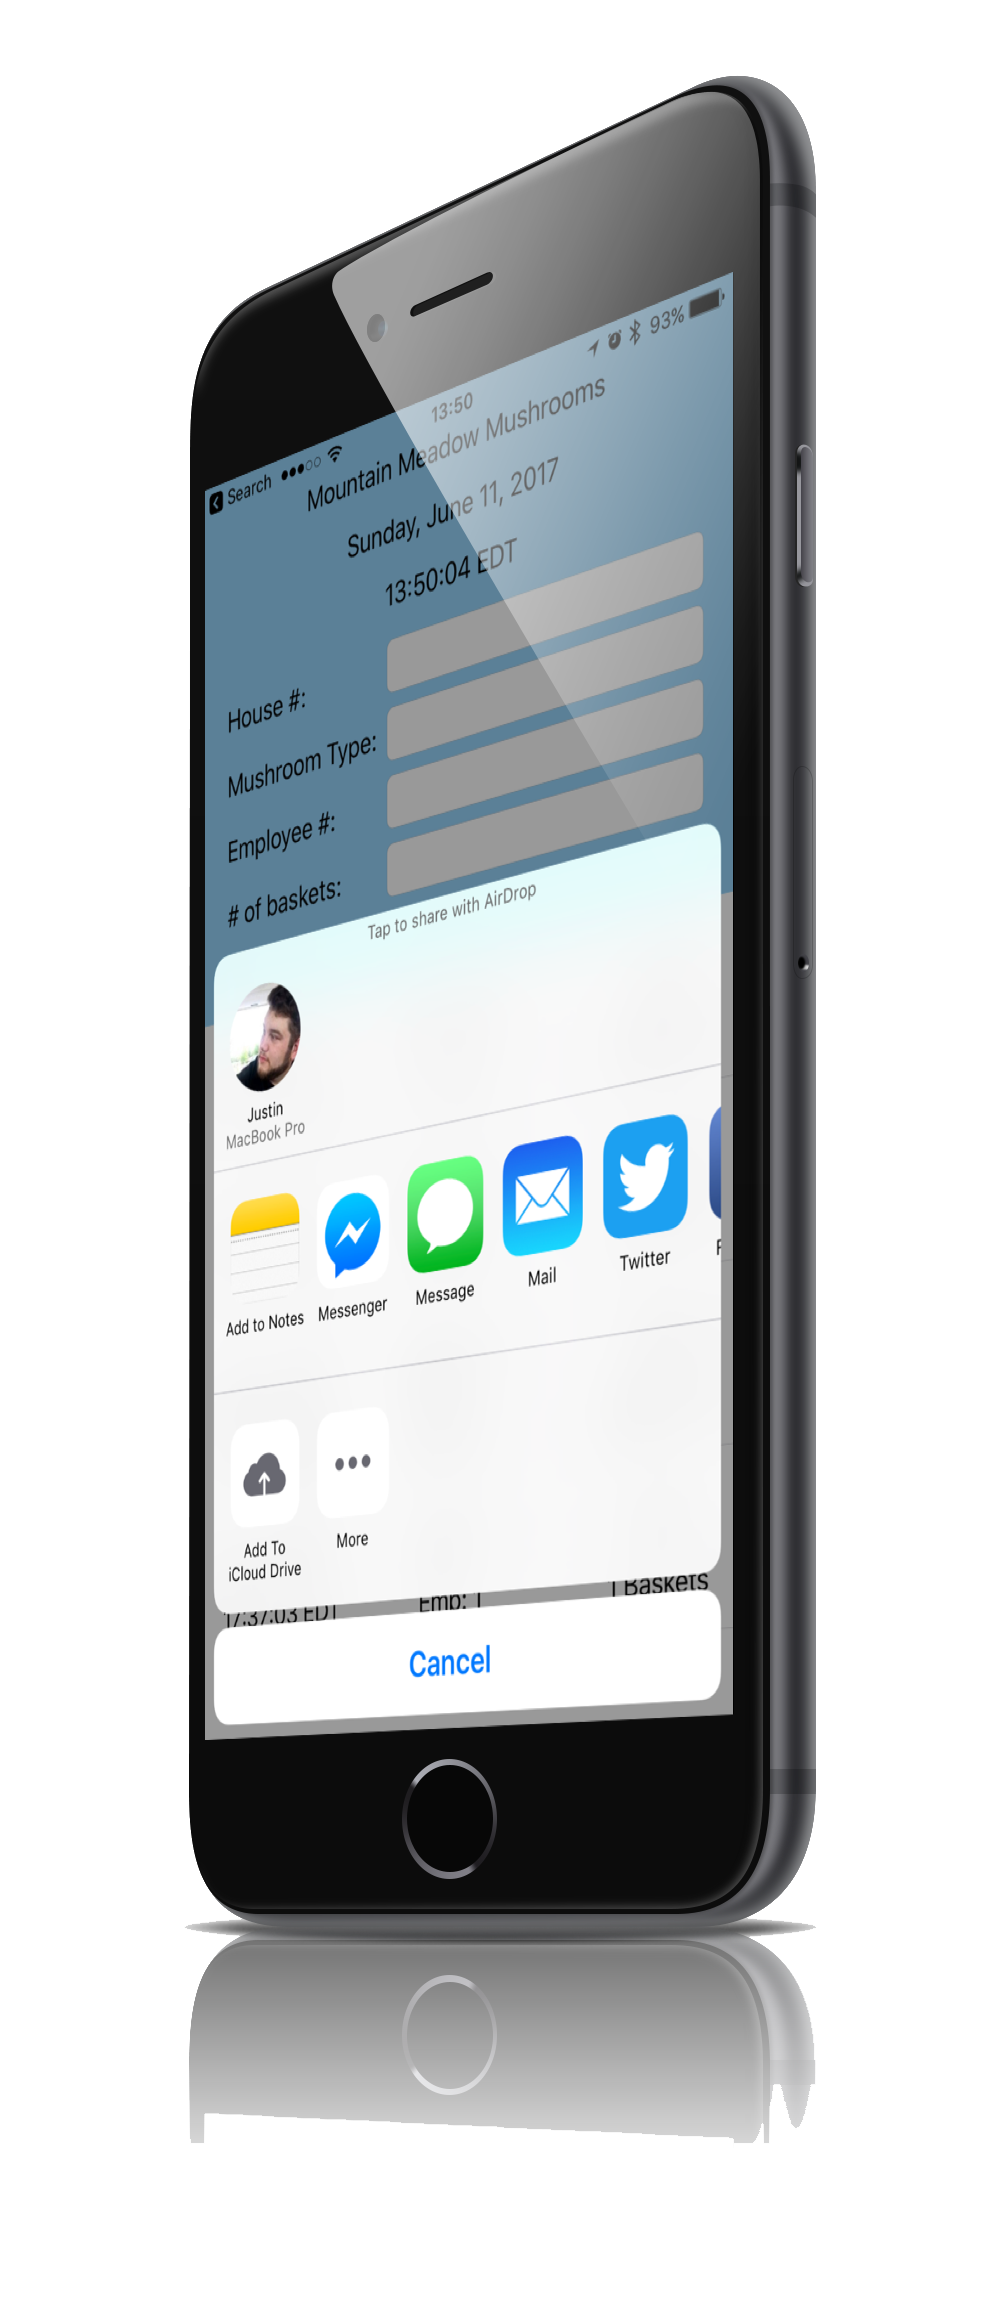 Search
13:50
93%
Mountain Meadow Mushrooms
Sunday, June 11, 2017
13:50:04 EDT
House #:
Mushroom Type:
Employee #:
# of baskets:
Tap to share with AirDrop
Justin
MacBook Pro
Add to Notes
Messenger
Message
Mail
Twitter
F
Add To
iCloud Drive
More
17:37:03 EDT
Emp: 1
1 Baskets
Cancel